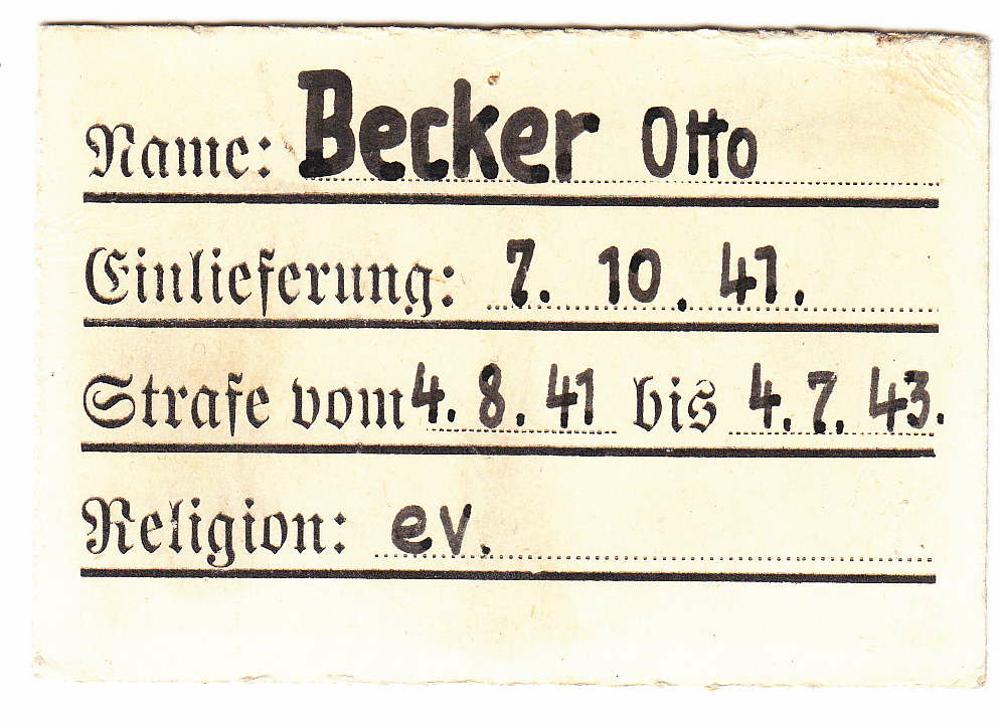 Name: Becker Otto
Einlieferung: 7. 10. 41.
Strafe vom 4. 8. 41 bis 4. 7. 43.
Religion: ev.